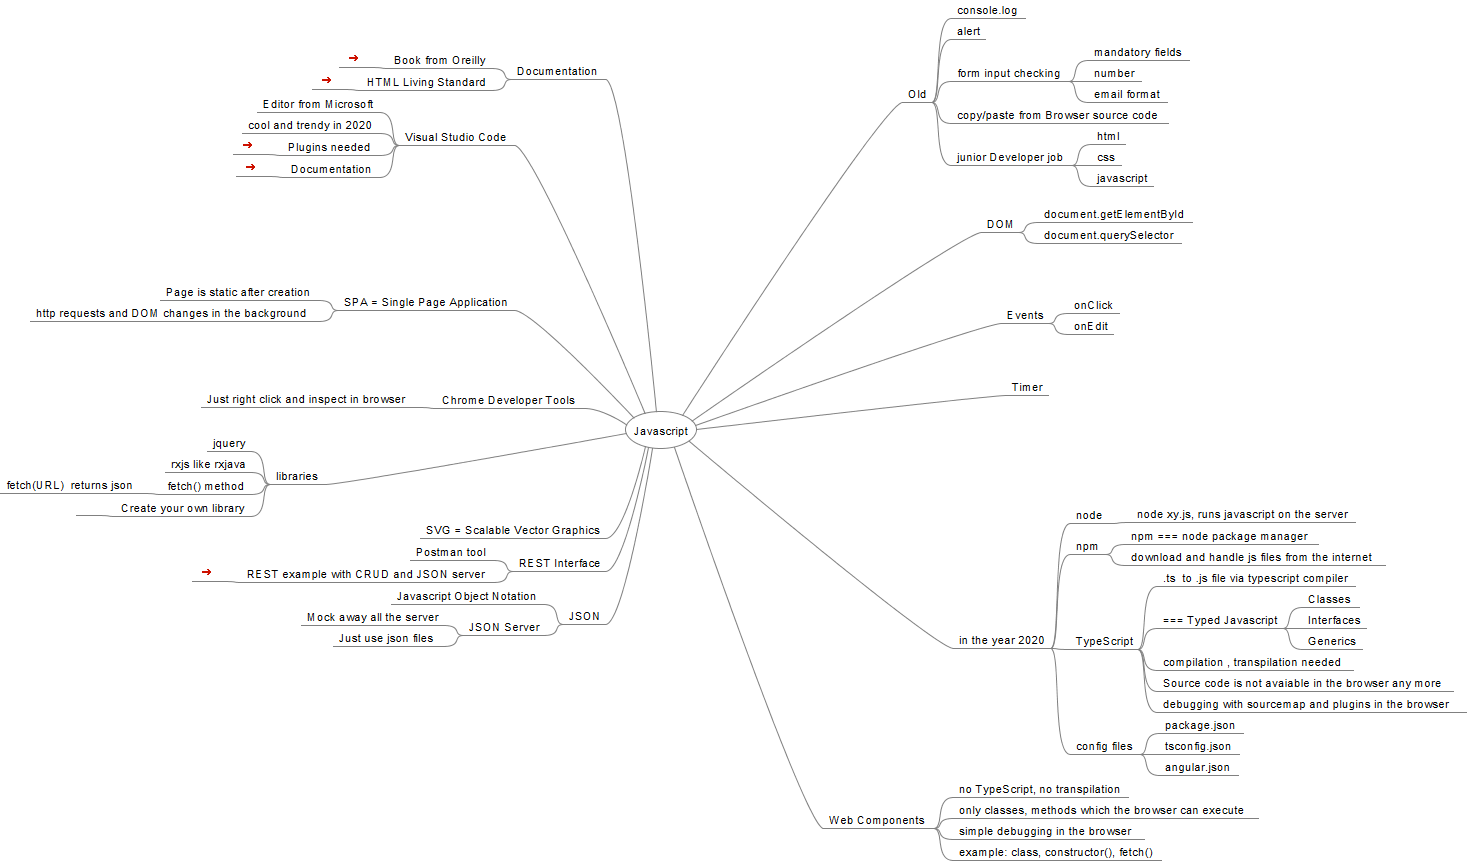 Javascript
Documentation
Book from Oreilly
HTML Living Standard
Visual Studio Code
Editor from Microsoft
cool and trendy in 2020
Plugins needed
Documentation
SPA = Single Page Application
Page is static after creation
http requests and DOM changes in the background
Chrome Developer Tools
Just right click and inspect in browser
libraries
jquery
rxjs like rxjava
fetch() method
fetch(URL)  returns json
Create your own library
SVG = Scalable Vector Graphics
REST Interface
Postman tool
REST example with CRUD and JSON server
JSON
Javascript Object Notation
JSON Server
Mock away all the server
Just use json files
Old
console.log
alert
form input checking
mandatory fields
number
email format
copy/paste from Browser source code
junior Developer job
html
css
javascript
DOM
document.getElementById
document.querySelector
Events
onClick
onEdit
Timer
in the year 2020
node
node xy.js, runs javascript on the server
npm
npm === node package manager
download and handle js files from the internet
TypeScript
.ts  to .js file via typescript compiler
=== Typed Javascript
Classes
Interfaces
Generics
compilation , transpilation needed
Source code is not avaiable in the browser any more
debugging with sourcemap and plugins in the browser
config files
package.json
tsconfig.json
angular.json
Web Components
no TypeScript, no transpilation
only classes, methods which the browser can execute
simple debugging in the browser
example: class, constructor(), fetch()